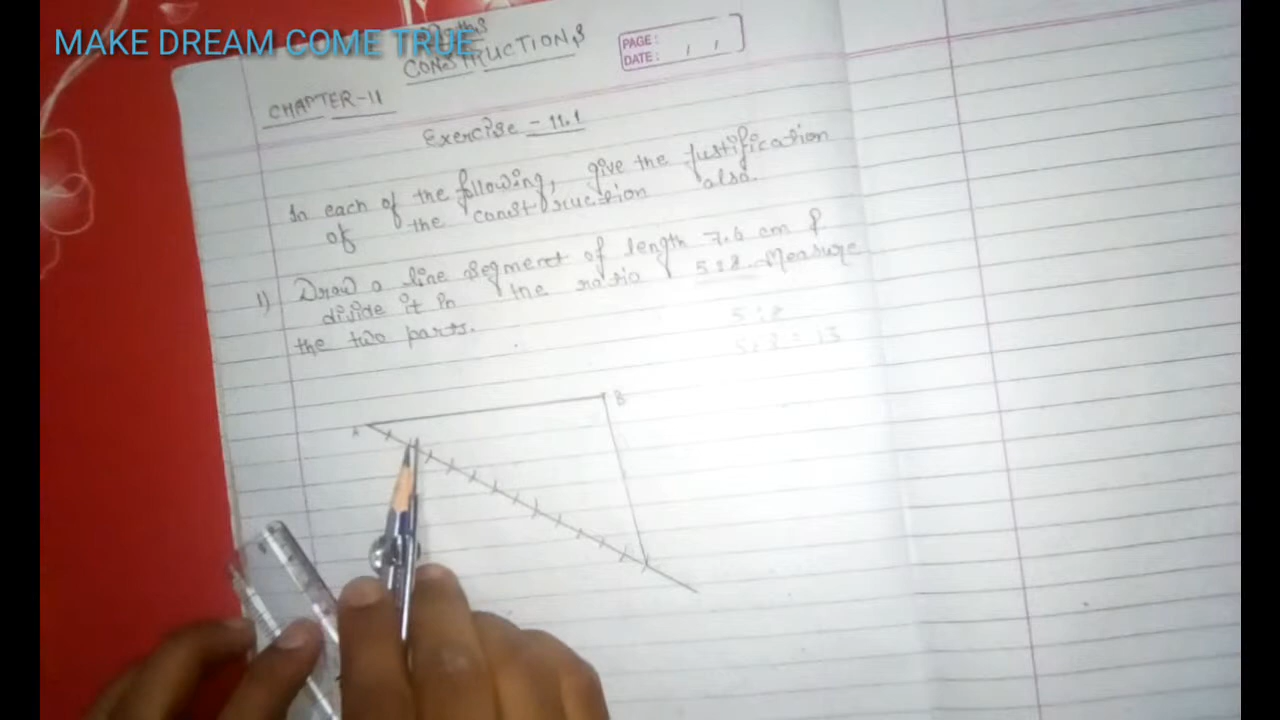 MAKE DREAM COME TRUE
CONSTRUCTIONS
PAGE:
DATE:
CHAPTER-11
Exercise - 11.1
In each of the following, give the Justification
of the construction also.
1) Draw a line segment of length 7.6 cm &
divide it in the ratio 5:8. Measure
the two parts.
5:8
5+8=13
A
B